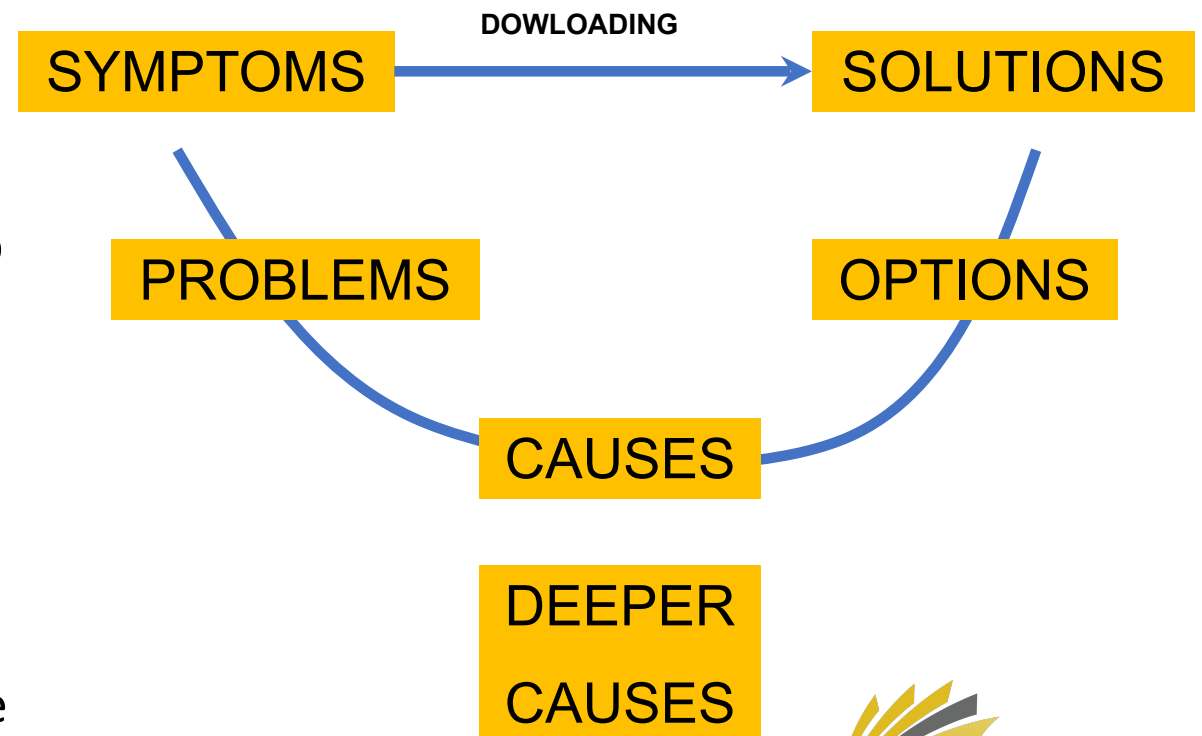 DOWLOADING
SYMPTOMS
SOLUTIONS
PROBLEMS
OPTIONS
CAUSES
DEEPER
CAUSES
e